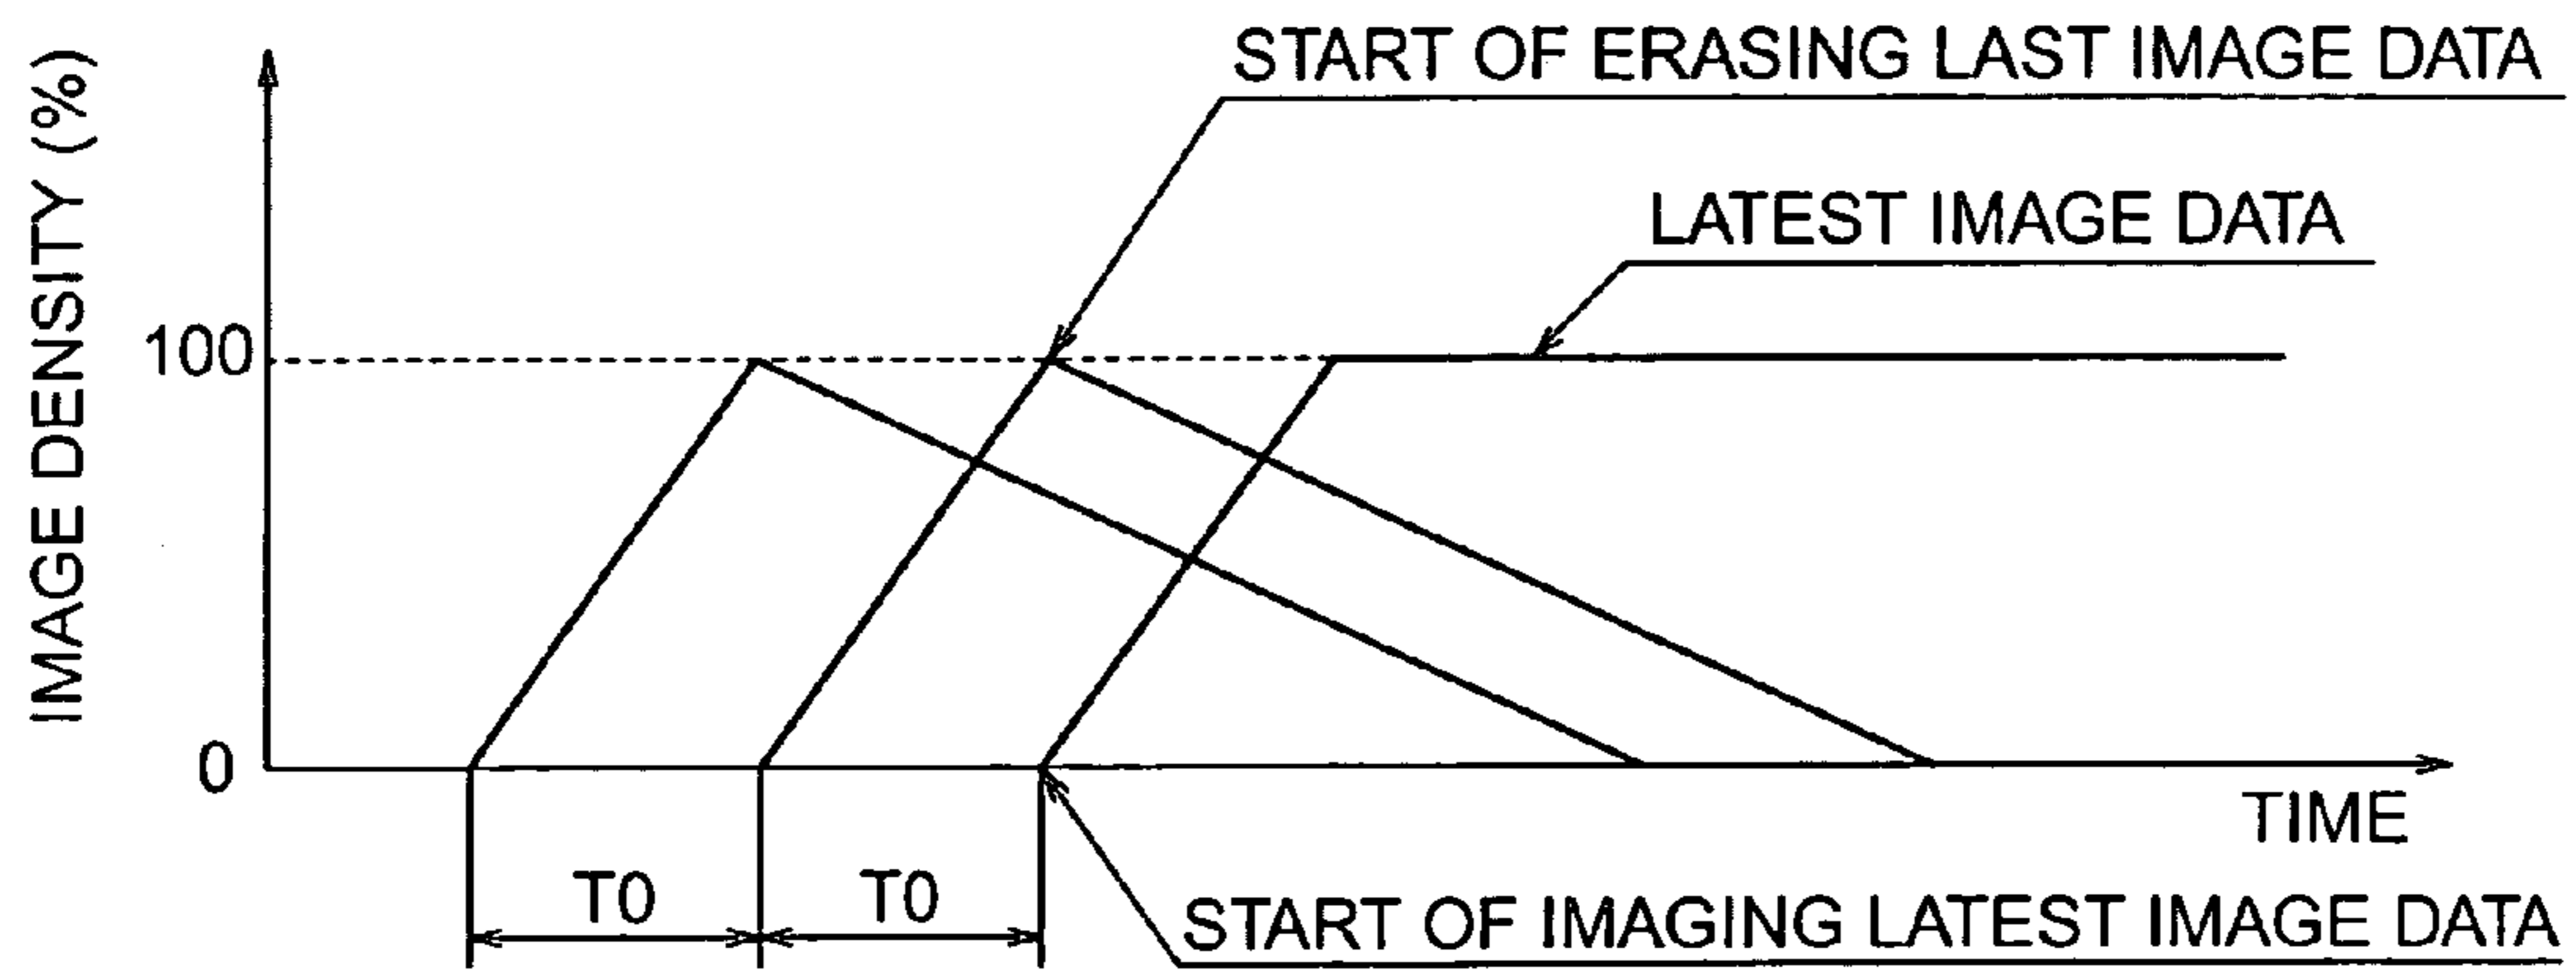 START OF ERASING LAST IMAGE DATA
LATEST IMAGE DATA
IMAGE DENSITY (%)
100
0
TIME
T0
T0
START OF IMAGING LATEST IMAGE DATA